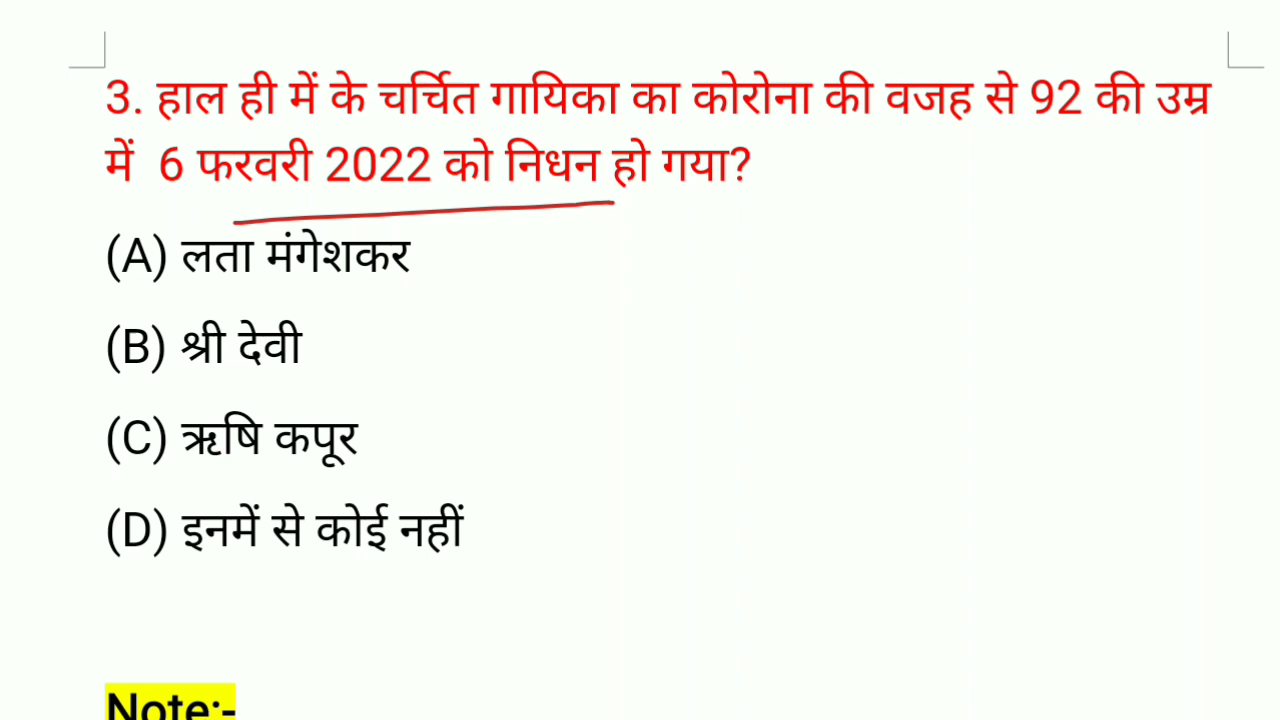 3. हाल ही में के चर्चित गायिका का कोरोना की वजह से 92 की उम्र
में 6 फरवरी 2022 को निधन हो गया?
(A) लता मंगेशकर
(B) श्री देवी
(C) ऋषि कपूर
(D) इनमें से कोई नहीं
Note:-